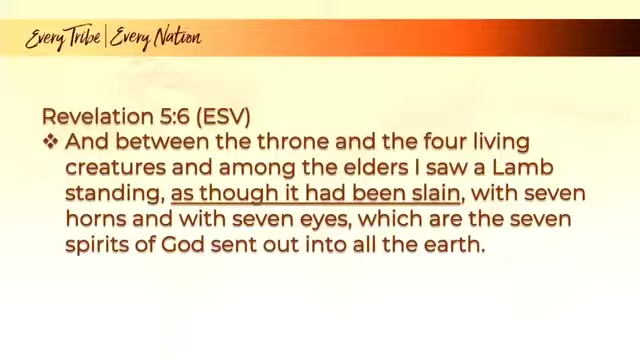 Every Tribe | Every Nation
Revelation 5:6 (ESV)
❖ And between the throne and the four living
creatures and among the elders I saw a Lamb
standing, as though it had been slain, with seven
horns and with seven eyes, which are the seven
spirits of God sent out into all the earth.